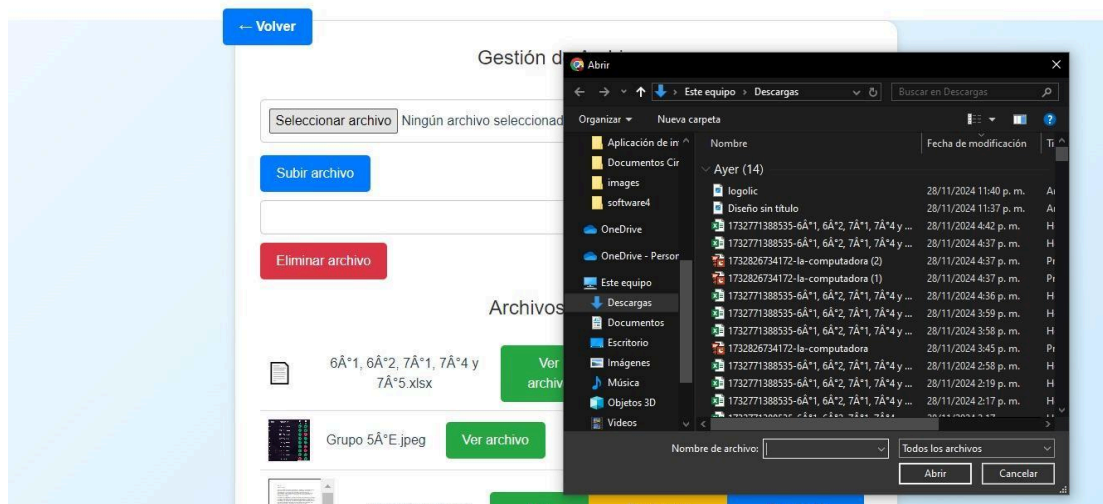 ← Volver
Gestión d
Seleccionar archivo Ningún archivo seleccionad
Subir archivo
Eliminar archivo
Archivos
6Â°1, 6Â°2, 7Â°1, 7Â°4 y
7Â°5.xlsx
Ver
archiv
Grupo 5Â°E.jpeg
Ver archivo
Abrir
Este equipo
Descargas
Buscar en Descargas
Organizar
Nueva carpeta
Aplicación de in
Documentos Cir
images
software4
OneDrive
OneDrive - Person
Este equipo
Descargas
Documentos
Escritorio
Imágenes
Música
Objetos 3D
Videos
Nombre Fecha de modificación Ti
Ayer (14)
logolic 28/11/2024 11:40 p. m. A
Diseño sin título 28/11/2024 11:37 p. m. A
1732771388535-6Â°1, 6Â°2, 7Â°1, 7Â°4 y ... 28/11/2024 4:42 p. m. H
1732771388535-6Â°1, 6Â°2, 7Â°1, 7Â°4 y ... 28/11/2024 4:37 p. m. H
1732826734172-la-computadora (2) 28/11/2024 4:37 p. m. Pr
1732826734172-la-computadora (1) 28/11/2024 4:37 p. m. Pr
1732771388535-6Â°1, 6Â°2, 7Â°1, 7Â°4 y ... 28/11/2024 4:36 p. m. H
1732771388535-6Â°1, 6Â°2, 7Â°1, 7Â°4 y ... 28/11/2024 3:59 p. m. H
1732771388535-6Â°1, 6Â°2, 7Â°1, 7Â°4 y ... 28/11/2024 3:58 p. m. H
1732826734172-la-computadora 28/11/2024 3:45 p. m. Pr
1732771388535-6Â°1, 6Â°2, 7Â°1, 7Â°4 y ... 28/11/2024 2:58 p. m. H
1732771388535-6Â°1, 6Â°2, 7Â°1, 7Â°4 y ... 28/11/2024 2:19 p. m. H
1732771388535-6Â°1, 6Â°2, 7Â°1, 7Â°4 y ... 28/11/2024 2:17 p. m. H
Nombre de archivo:
Todos los archivos
Abrir
Cancelar